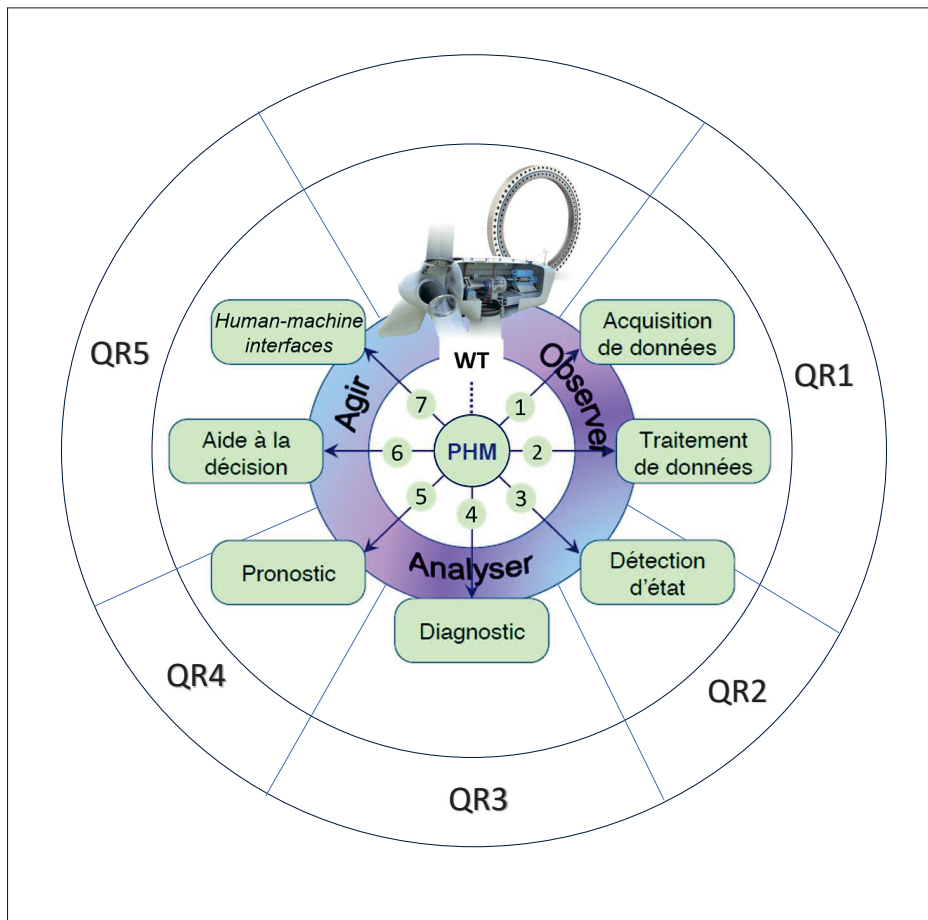 QR5
QR1
QR4
QR2
QR3
WT
PHM
Observer
Analyser
Agir
1
Acquisition
de données
2
Traitement
de données
3
Détection
d'état
4
Diagnostic
5
Pronostic
6
Aide à la
décision
7
Human-machine
interfaces